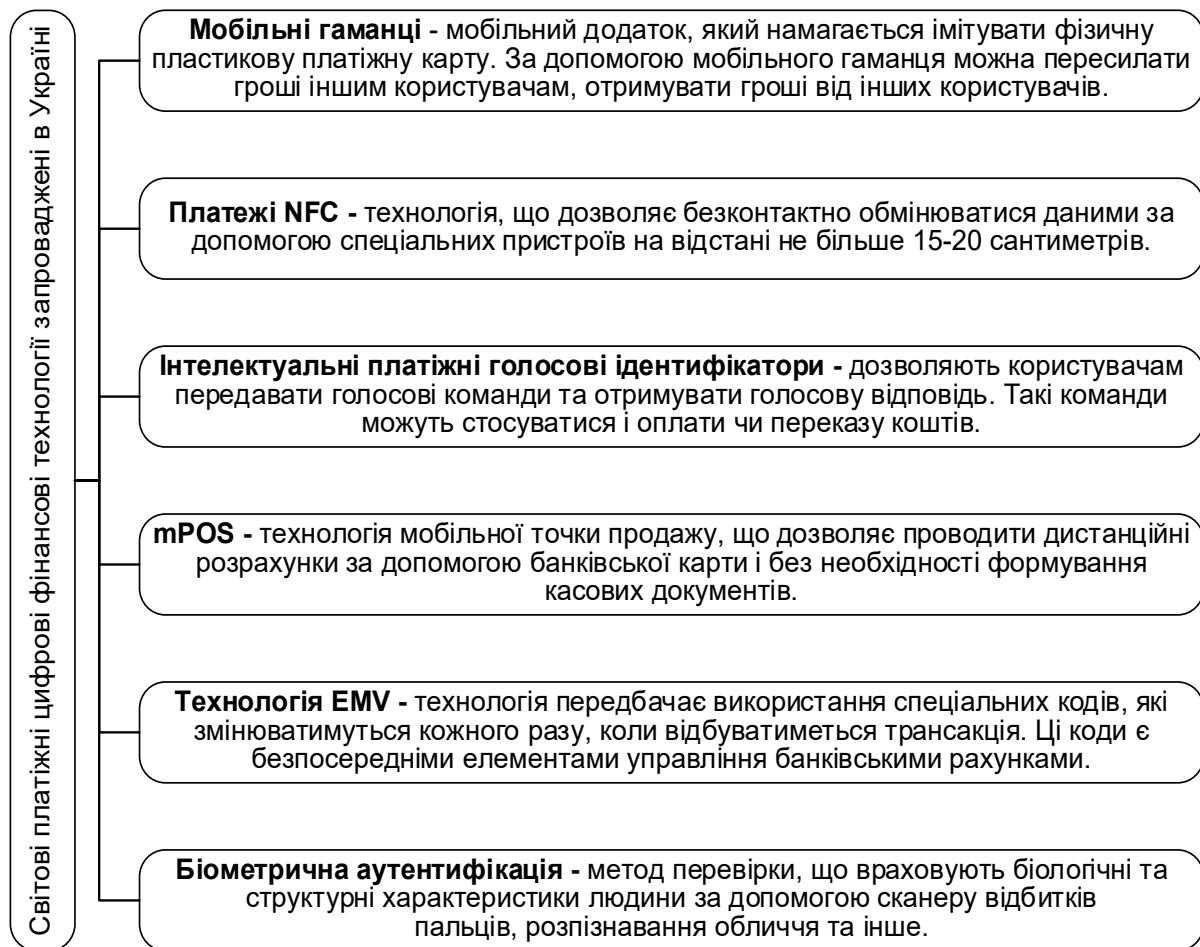 Світові платіжні цифрові фінансові технології запроваджені в Україні
Мобільні гаманці - мобільний додаток, який намагається імітувати фізичну
пластикову платіжну карту. За допомогою мобільного гаманця можна пересилати
гроші іншим користувачам, отримувати гроші від інших користувачів.
Платежі NFC - технологія, що дозволяє безконтактно обмінюватися даними за
допомогою спеціальних пристроїв на відстані не більше 15-20 сантиметрів.
Інтелектуальні платіжні голосові ідентифікатори - дозволяють користувачам
передавати голосові команди та отримувати голосову відповідь. Такі команди
можуть стосуватися і оплати чи переказу коштів.
mPOS - технологія мобільної точки продажу, що дозволяє проводити дистанційні
розрахунки за допомогою банківської карти і без необхідності формування
касових документів.
Технологія EMV - технологія передбачає використання спеціальних кодів, які
змінюватимуться кожного разу, коли відбуватиметься трансакція. Ці коди є
безпосередніми елементами управління банківськими рахунками.
Біометрична аутентифікація - метод перевірки, що враховують біологічні та
структурні характеристики людини за допомогою сканеру відбитків
пальців, розпізнавання обличчя та інше.